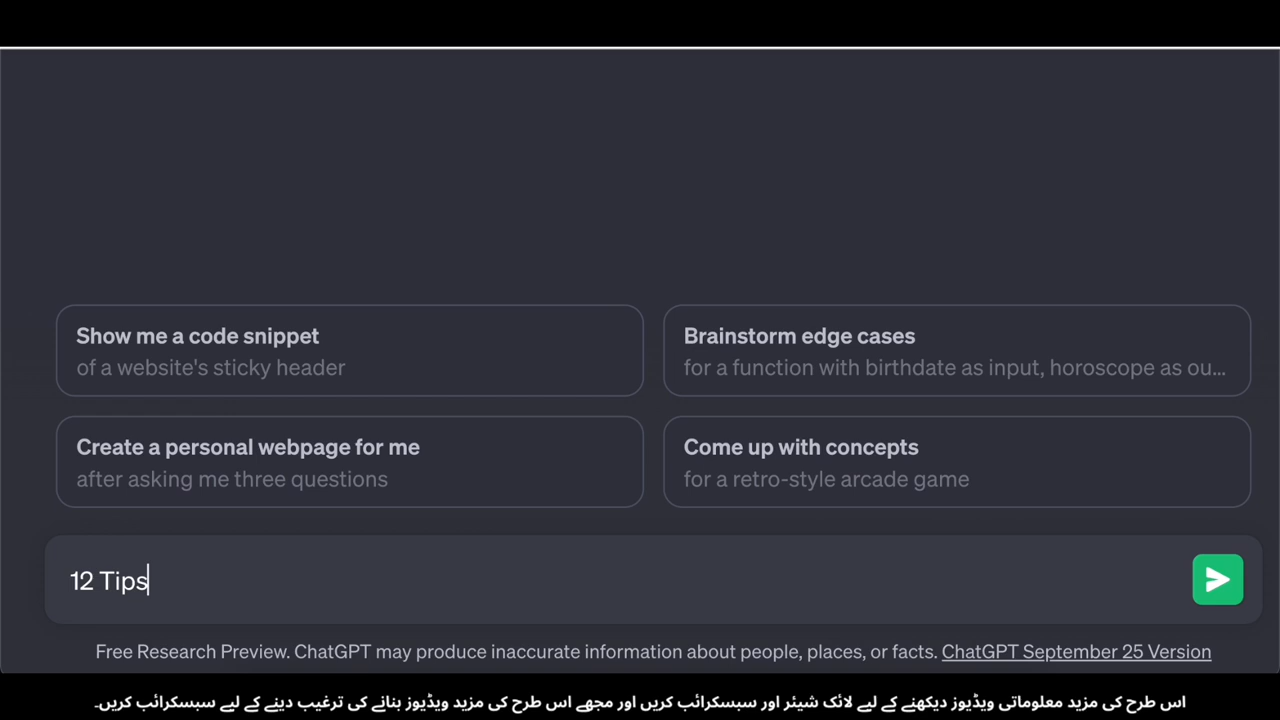 Show me a code snippet
of a website's sticky header
Brainstorm edge cases
for a function with birthdate as input, horoscope as ou...
Create a personal webpage for me
after asking me three questions
Come up with concepts
for a retro-style arcade game
12 Tips
Free Research Preview. ChatGPT may produce inaccurate information about people, places, or facts. ChatGPT September 25 Version
اس طرح کی مزید معلوماتی ویڈیوز دیکھنے کے لیے لائک شیئر اور سبسکرائب کریں اور مجھے اس طرح کی مزید ویڈیوز بنانے کی ترغیب دینے کے لیے سبسکرائب کریں۔